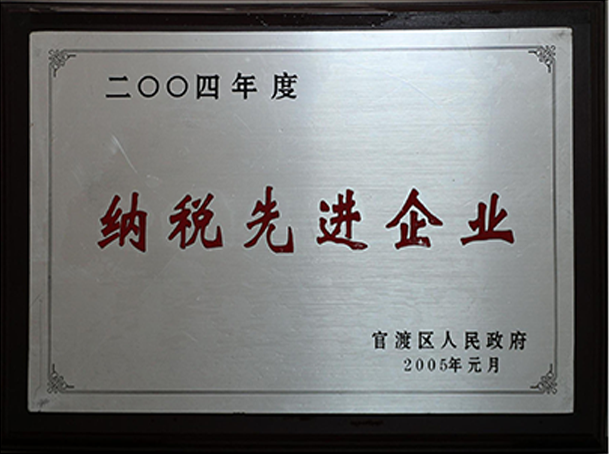 二〇〇四年度
纳税先进企业
官渡区人民政府
2005年元月